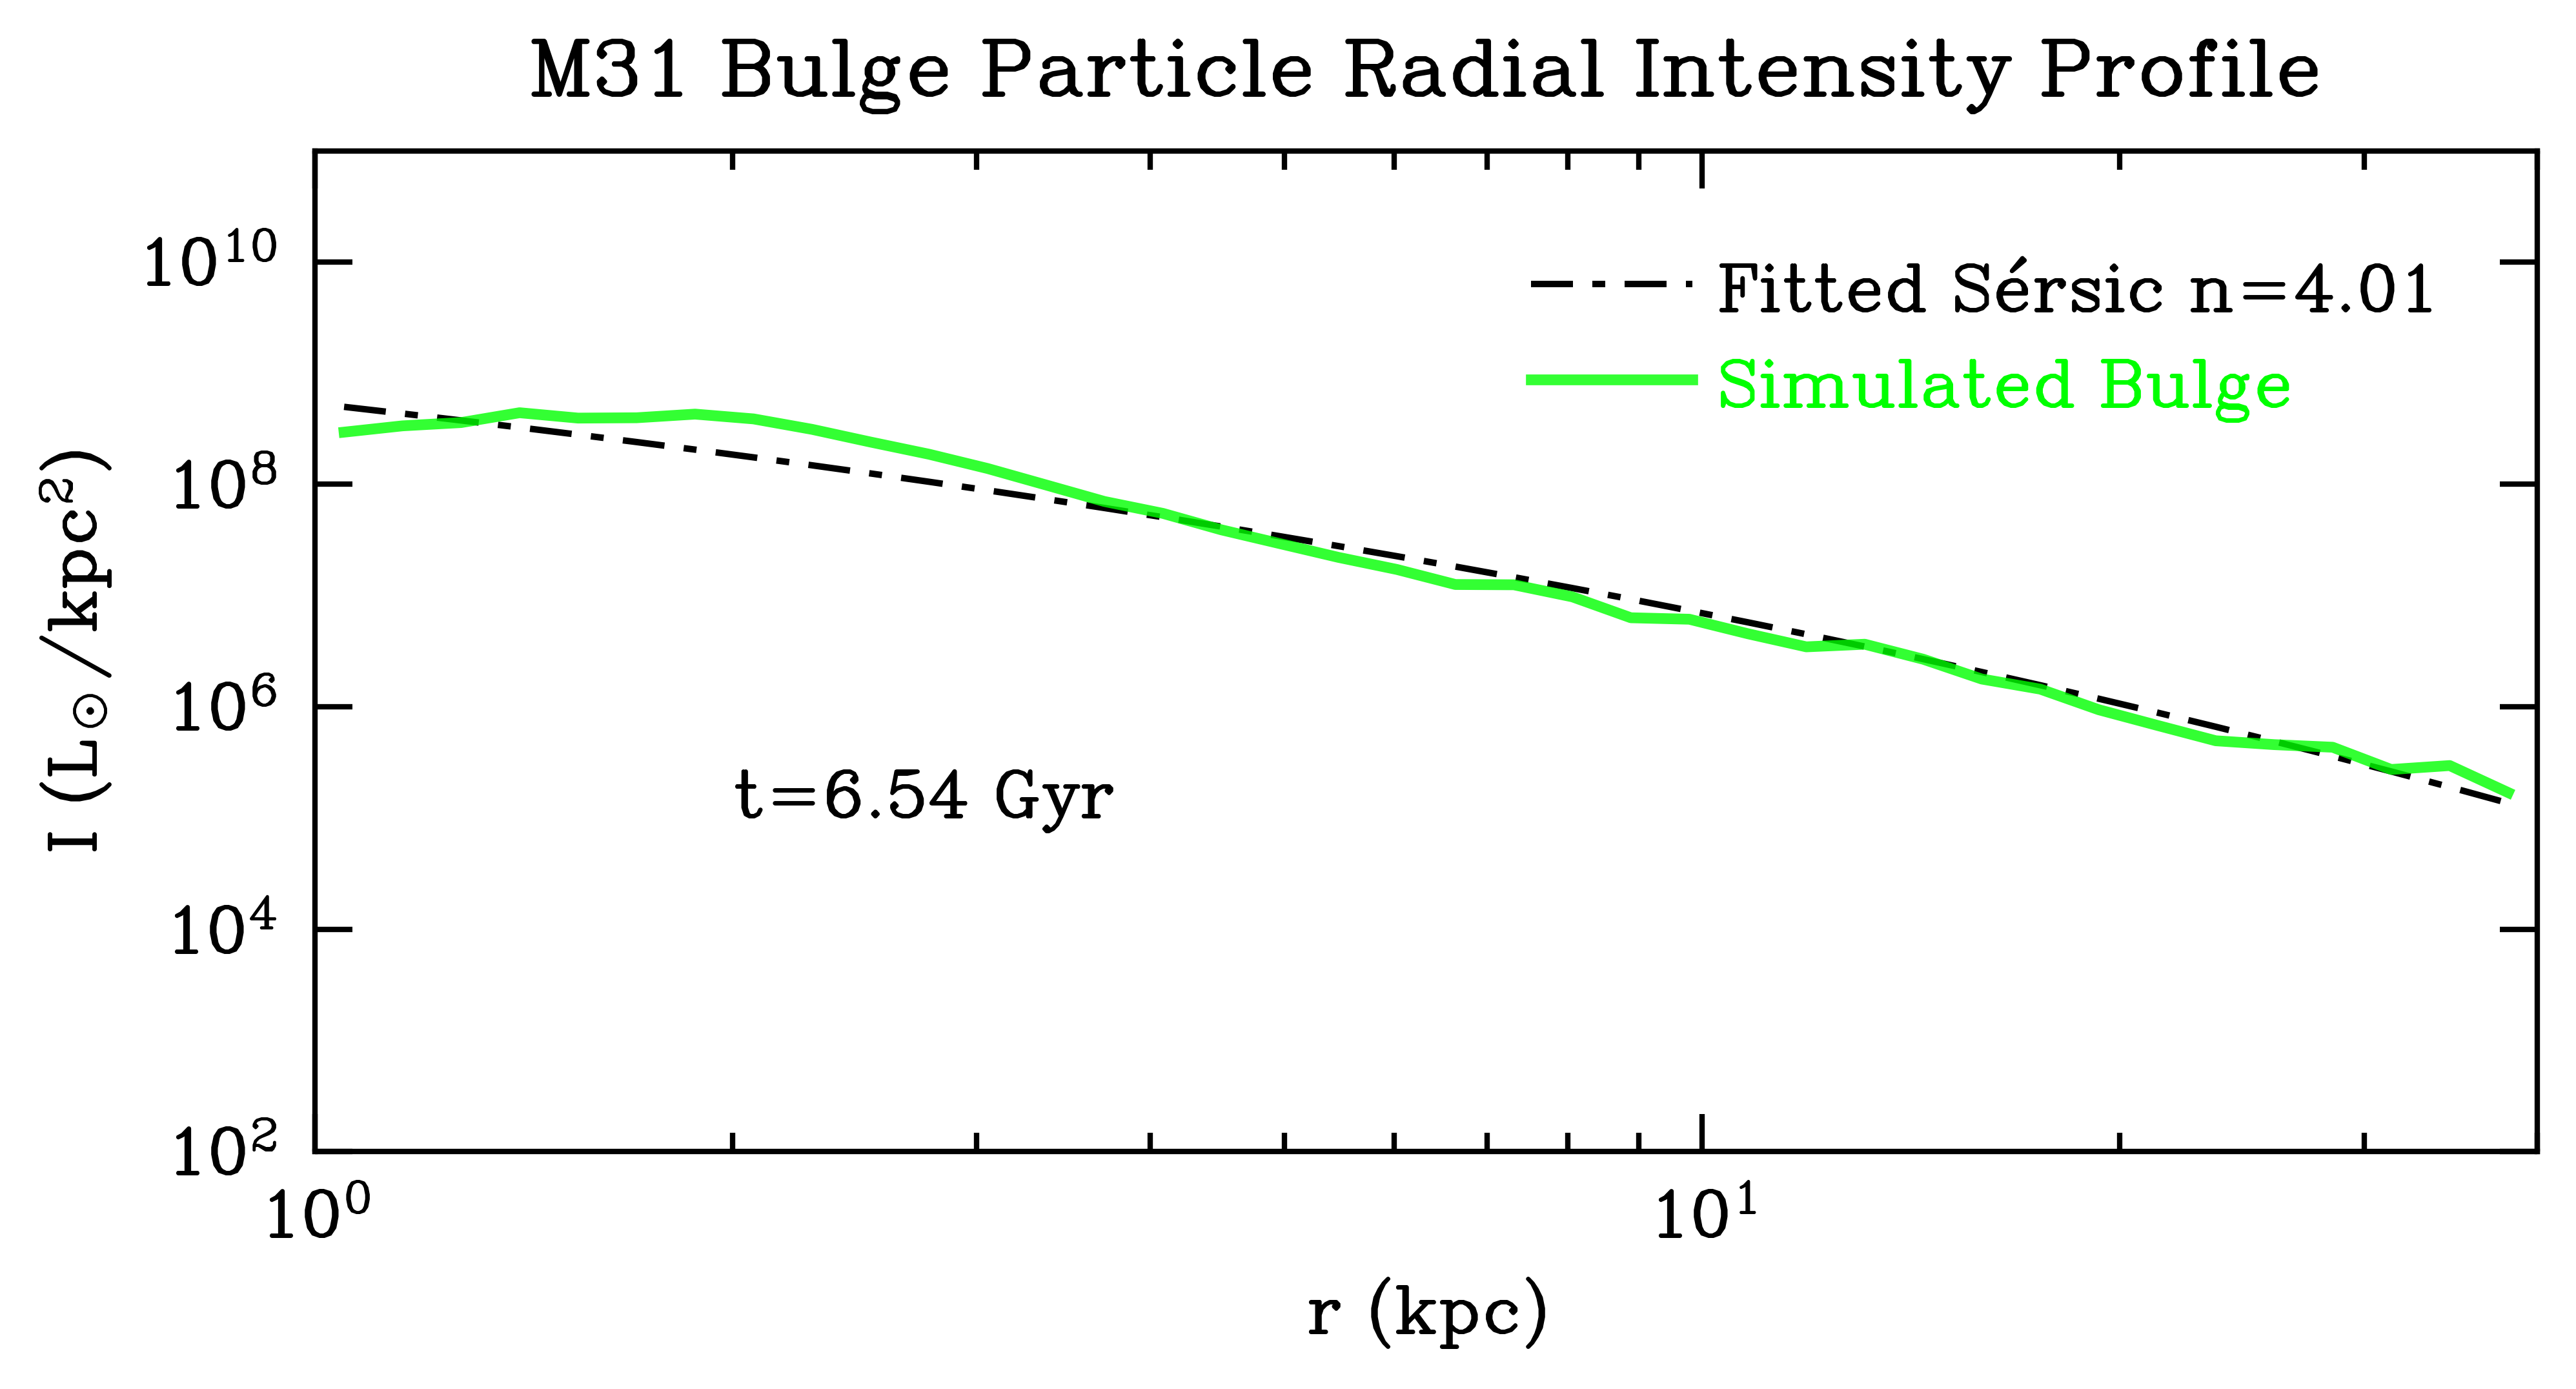 M31 Bulge Particle Radial Intensity Profile
I (L⊙/kpc²)
10¹⁰
10⁸
10⁶
10⁴
10²
Fitted Sérsic n=4.01
Simulated Bulge
t=6.54 Gyr
10⁰
10¹
r (kpc)